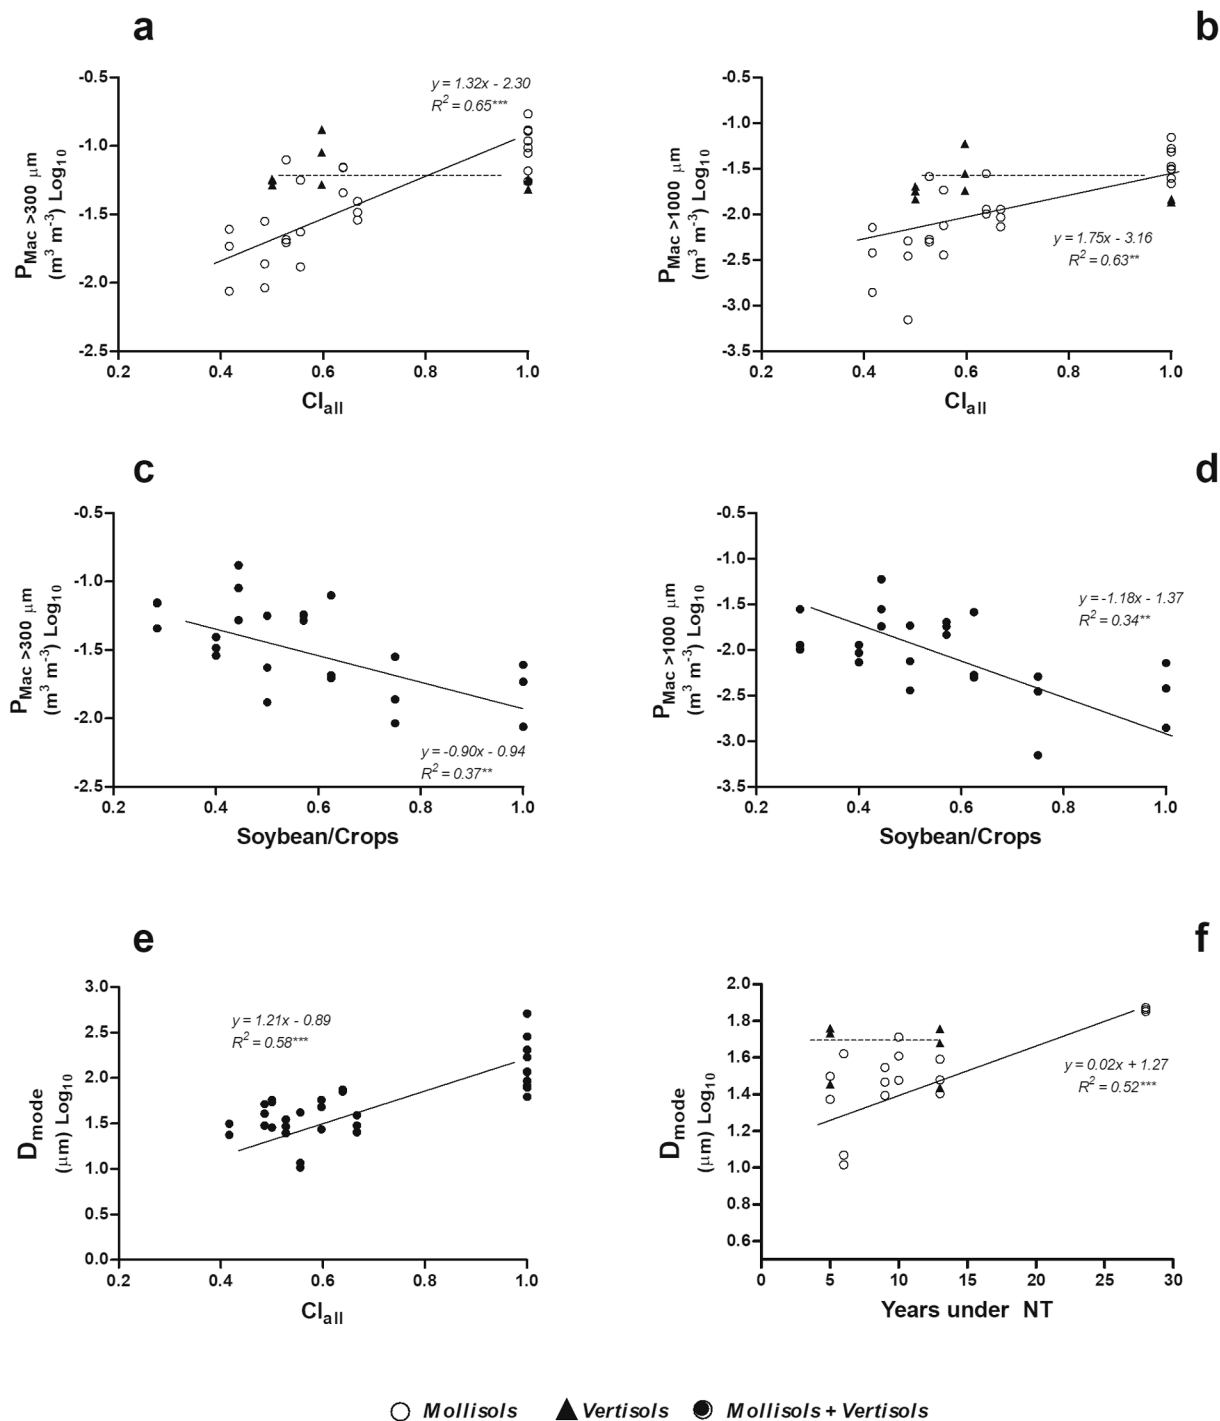 a
y = 1.32x - 2.30
R2 = 0.65***
PMac >300 µm
(m3 m-3) Log10
-0.5
-1.0
-1.5
-2.0
-2.5
0.2 0.4 0.6 0.8 1.0
CIall
b
y = 1.75x - 3.16
R2 = 0.63**
PMac >1000 µm
(m3 m-3) Log10
-0.5
-1.0
-1.5
-2.0
-2.5
-3.0
-3.5
0.2 0.4 0.6 0.8 1.0
CIall
c
y = -0.90x - 0.94
R2 = 0.37**
PMac >300 µm
(m3 m-3) Log10
-0.5
-1.0
-1.5
-2.0
-2.5
0.2 0.4 0.6 0.8 1.0
Soybean/Crops
d
y = -1.18x - 1.37
R2 = 0.34**
PMac >1000 µm
(m3 m-3) Log10
-0.5
-1.0
-1.5
-2.0
-2.5
-3.0
-3.5
0.2 0.4 0.6 0.8 1.0
Soybean/Crops
e
y = 1.21x - 0.89
R2 = 0.58***
Dmode
(µm) Log10
3.0
2.5
2.0
1.5
1.0
0.5
0.0
0.2 0.4 0.6 0.8 1.0
CIall
f
y = 0.02x + 1.27
R2 = 0.52***
Dmode
(µm) Log10
2.0
1.8
1.6
1.4
1.2
1.0
0.8
0.6
0 5 10 15 20 25 30
Years under NT
Mollisols Vertisols Mollisols + Vertisols